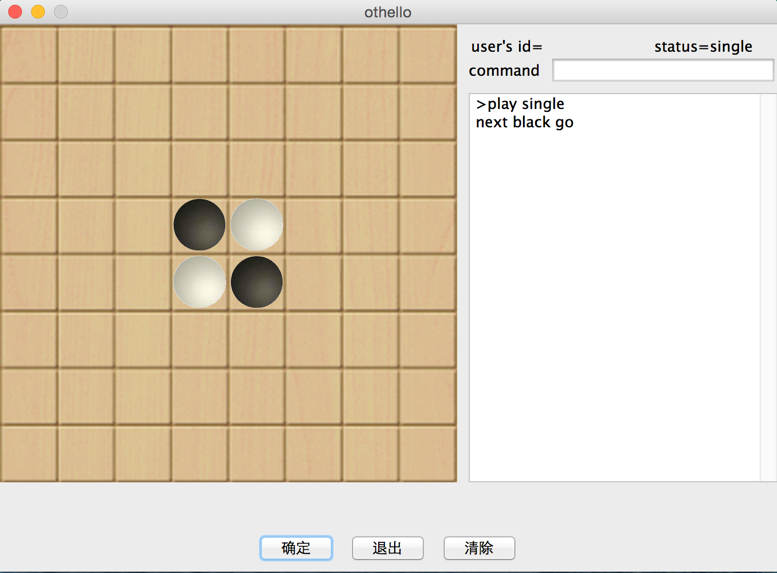 othello
user's id=
status=single
command
>play single
next black go
确定
退出
清除